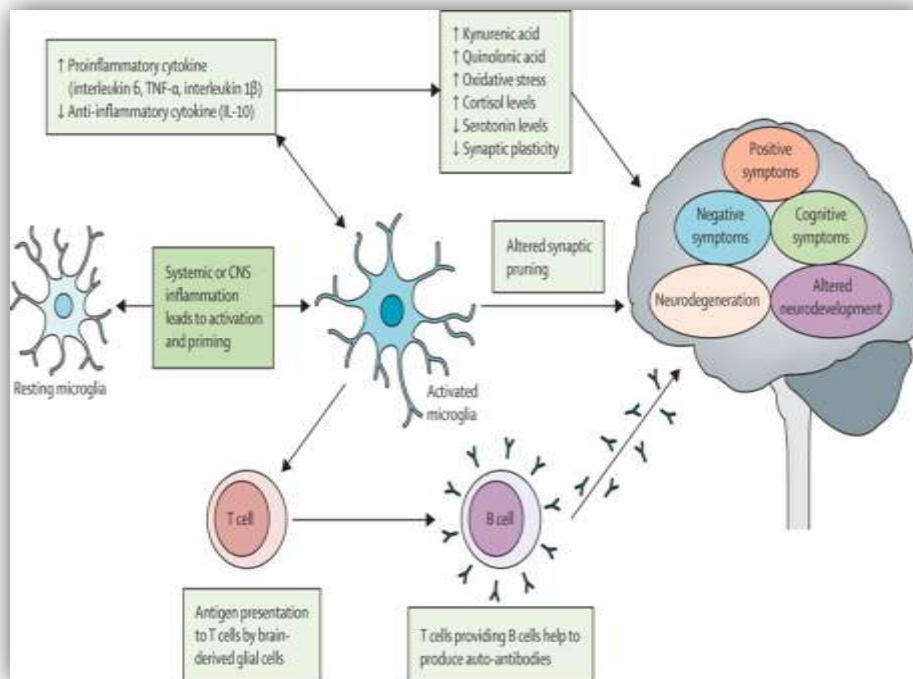 ↑ Proinflammatory cytokine
(interleukin 6, TNF-α, interleukin 1β)
↓ Anti-inflammatory cytokine (IL-10)
↑ Kynurenic acid
↑ Quinolonic acid
↑ Oxidative stress
↑ Cortisol levels
↓ Serotonin levels
↓ Synaptic plasticity
Positive
symptoms
Negative
symptoms
Cognitive
symptoms
Neurodegeneration
Altered
neurodevelopment
Systemic or CNS
inflammation
leads to activation
and priming
Altered synaptic
pruning
Resting microglia
Activated
microglia
T cell
B cell
Antigen presentation
to T cells by brain-
derived glial cells
T cells providing B cells help to
produce auto-antibodies